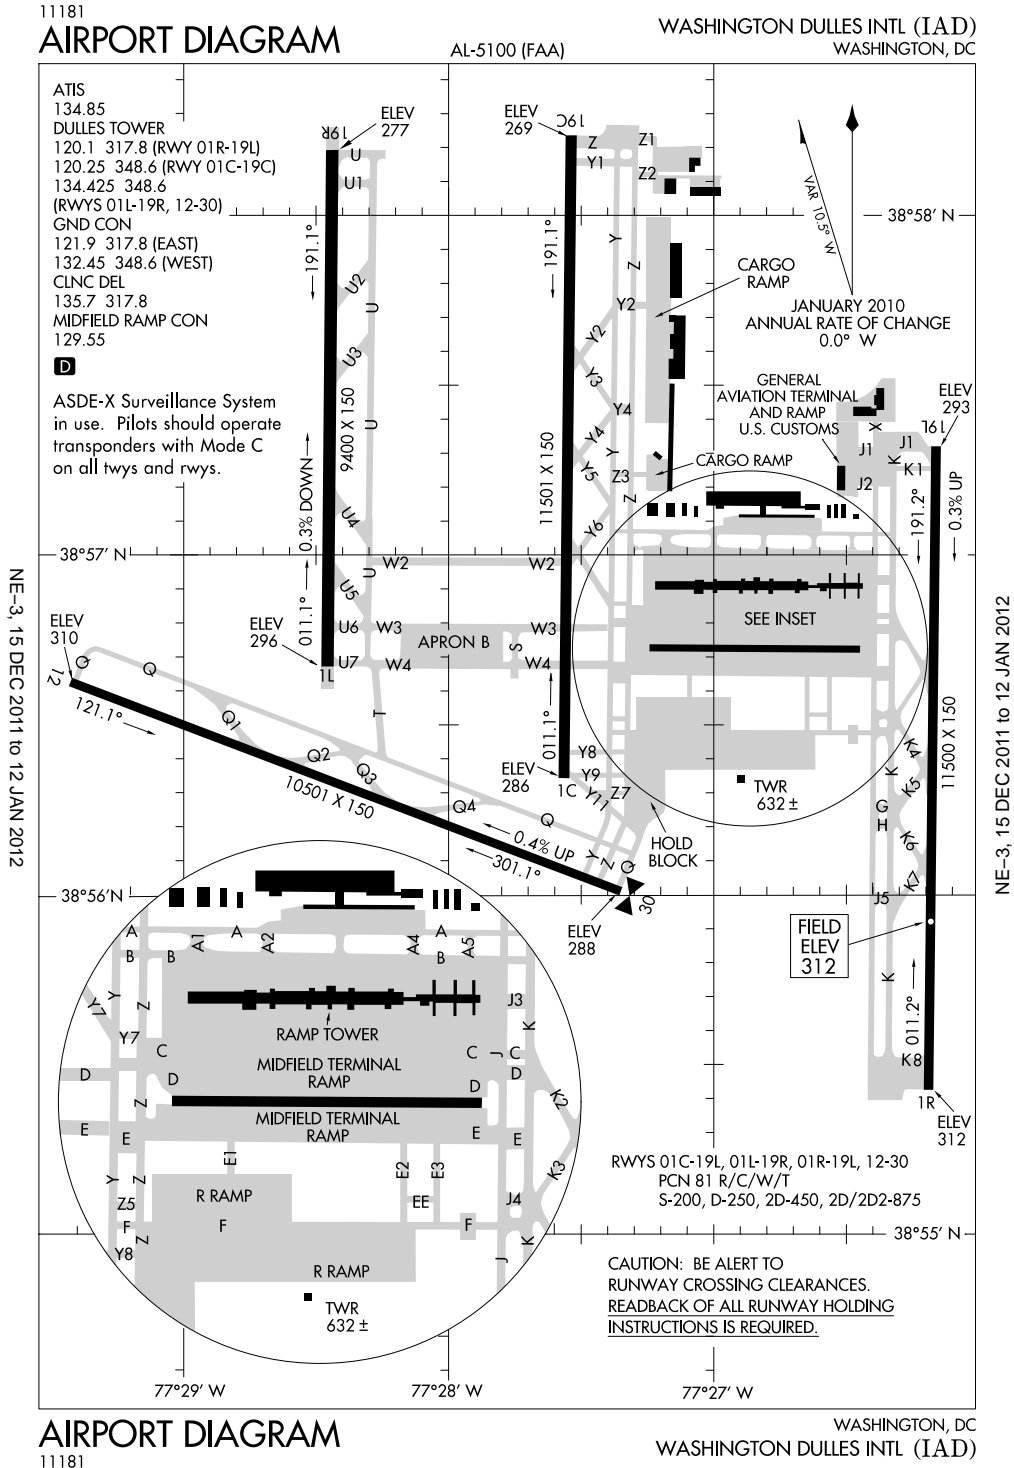 11181
AIRPORT DIAGRAM
AL-5100 (FAA)
WASHINGTON DULLES INTL (IAD)
WASHINGTON, DC
ATIS
134.85
DULLES TOWER
120.1 317.8 (RWY 01R-19L)
120.25 348.6 (RWY 01C-19C)
134.425 348.6
(RWYS 01L-19R, 12-30)
GND CON
121.9 317.8 (EAST)
132.45 348.6 (WEST)
CLNC DEL
135.7 317.8
MIDFIELD RAMP CON
129.55
D
ASDE-X Surveillance System
in use. Pilots should operate
transponders with Mode C
on all twys and rwys.
ELEV
277
19R
U
U1
191.1°
U2
U
U3
U
9400 X 150
0.3% DOWN
U4
U
U5
011.1°
U6
U7
ELEV
296
1L
W2
W2
W3
W3
W4
W4
APRON B
S
T
ELEV
269
19C
Z
Z1
Y1
Z2
191.1°
Y
Z
Y2
Y2
Y3
Y4
Y4
Y
Y5
Z3
Z
Y6
11501 X 150
011.1°
ELEV
286
1C
Y8
Y9
Y11
Z7
CARGO
RAMP
CARGO RAMP
VAR 10.5° W
38°58' N
JANUARY 2010
ANNUAL RATE OF CHANGE
0.0° W
GENERAL
AVIATION TERMINAL
AND RAMP
U.S. CUSTOMS
ELEV
293
19L
X
J1
J1
K
K1
J2
191.2°
0.3% UP
SEE INSET
11500 X 150
K4
K
K5
G
H
K6
K7
J5
K
TWR
632 ±
HOLD
BLOCK
38°57' N
ELEV
310
12
Q
Q
121.1°
Q1
Q2
Q3
10501 X 150
Q4
Q
0.4% UP
301.1°
Y
Z
Q
30
ELEV
288
FIELD
ELEV
312
011.2°
K8
1R
ELEV
312
38°56' N
A
A1
A
A2
A4
A
A5
B
B
B
Y
Z
Y7
Y7
J3
K
RAMP TOWER
C
MIDFIELD TERMINAL
RAMP
C
J
C
D
D
D
D
Z
K2
MIDFIELD TERMINAL
RAMP
E
E
E
E
E1
E2
E3
K3
Y
Z
R RAMP
Z5
EE
J4
F
F
F
Y8
Z
K
J
R RAMP
TWR
632 ±
RWYS 01C-19L, 01L-19R, 01R-19L, 12-30
PCN 81 R/C/W/T
S-200, D-250, 2D-450, 2D/2D2-875
38°55' N
CAUTION: BE ALERT TO
RUNWAY CROSSING CLEARANCES.
READBACK OF ALL RUNWAY HOLDING
INSTRUCTIONS IS REQUIRED.
77°29' W
77°28' W
77°27' W
NE-3, 15 DEC 2011 to 12 JAN 2012
NE-3, 15 DEC 2011 to 12 JAN 2012
AIRPORT DIAGRAM
11181
WASHINGTON, DC
WASHINGTON DULLES INTL (IAD)